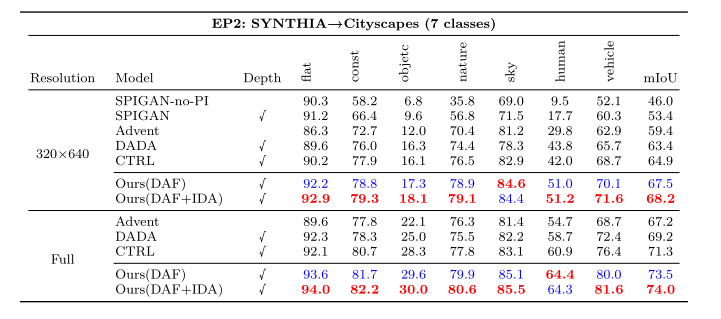 EP2: SYNTHIA→Cityscapes (7 classes)
Resolution Model Depth flat const objetc nature sky human vehicle mIoU
SPIGAN-no-PI 90.3 58.2 6.8 35.8 69.0 9.5 52.1 46.0
SPIGAN √ 91.2 66.4 9.6 56.8 71.5 17.7 60.3 53.4
Advent 86.3 72.7 12.0 70.4 81.2 29.8 62.9 59.4
DADA √ 89.6 76.0 16.3 74.4 78.3 43.8 65.7 63.4
CTRL √ 90.2 77.9 16.1 76.5 82.9 42.0 68.7 64.9
320×640
Ours(DAF) √ 92.2 78.8 17.3 78.9 84.6 51.0 70.1 67.5
Ours(DAF+IDA) √ 92.9 79.3 18.1 79.1 84.4 51.2 71.6 68.2
Advent 89.6 77.8 22.1 76.3 81.4 54.7 68.7 67.2
DADA √ 92.3 78.3 25.0 75.5 82.2 58.7 72.4 69.2
CTRL √ 92.1 80.7 28.3 77.8 83.1 60.9 76.4 71.3
Full
Ours(DAF) √ 93.6 81.7 29.6 79.9 85.1 64.4 80.0 73.5
Ours(DAF+IDA) √ 94.0 82.2 30.0 80.6 85.5 64.3 81.6 74.0